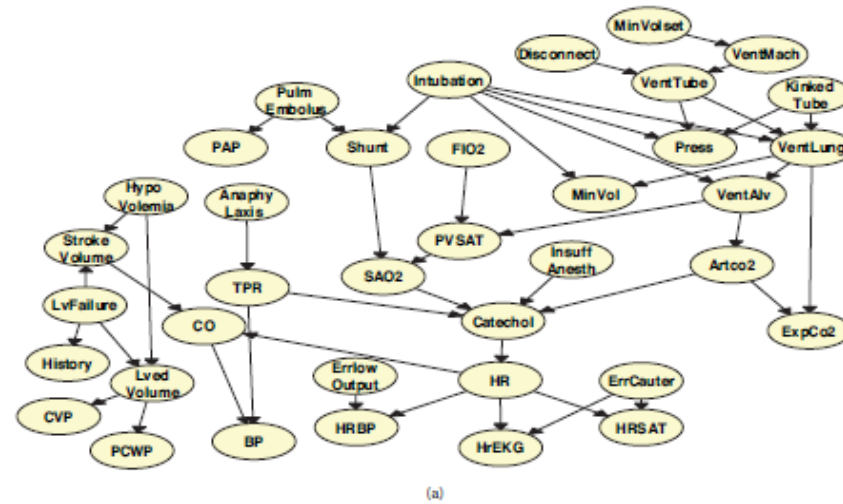 MinVolset
Disconnect
VentMach
Intubation
VentTube
Kinked
Tube
Pulm
Embolus
PAP
Shunt
FIO2
Press
VentLung
MinVol
VentAlv
Hypo
Volemia
Anaphy
Laxis
Stroke
Volume
PVSAT
Insuff
Anesth
Artco2
SAO2
TPR
LvFailure
CO
Catechol
ExpCo2
History
Lved
Volume
Errlow
Output
HR
ErrCauter
CVP
PCWP
BP
HRBP
HrEKG
HRSAT
(a)